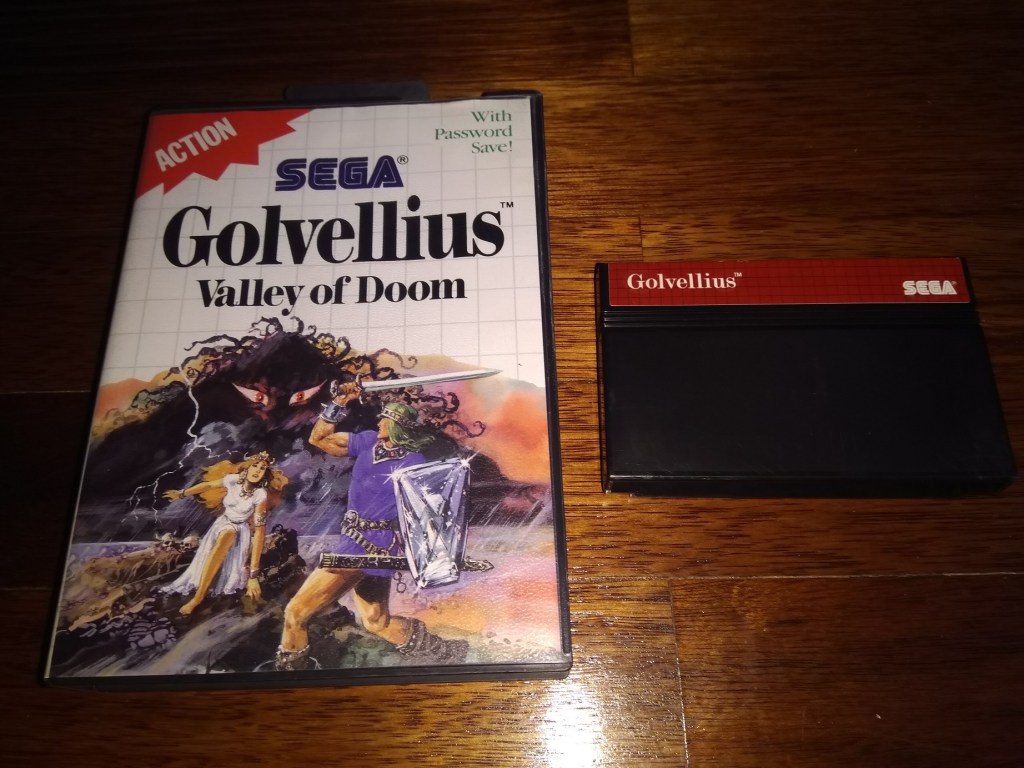 ACTION
With
Password
Save!
SEGA®
Golvellius™
Valley of Doom
Golvellius™
SEGA®